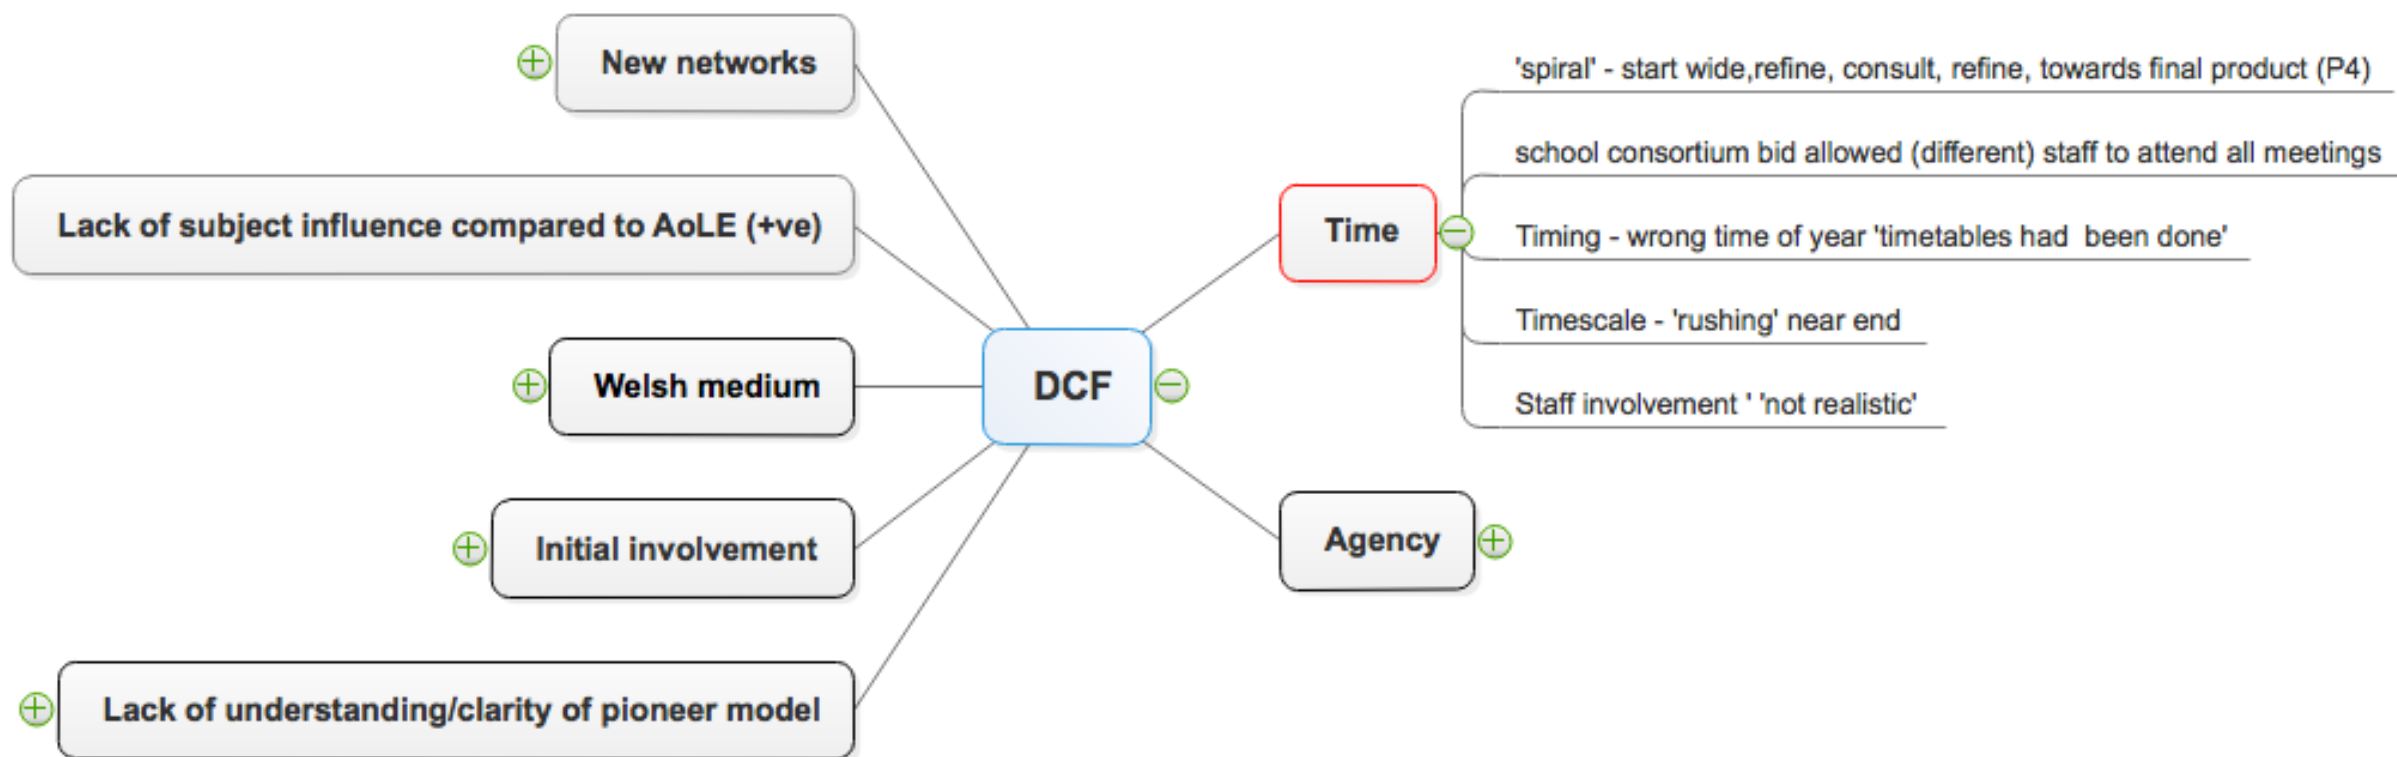 New networks
Lack of subject influence compared to AoLE (+ve)
Welsh medium
Initial involvement
Lack of understanding/clarity of pioneer model
DCF
Time
'spiral' - start wide,refine, consult, refine, towards final product (P4)
school consortium bid allowed (different) staff to attend all meetings
Timing - wrong time of year 'timetables had  been done'
Timescale - 'rushing' near end
Staff involvement ' 'not realistic'
Agency